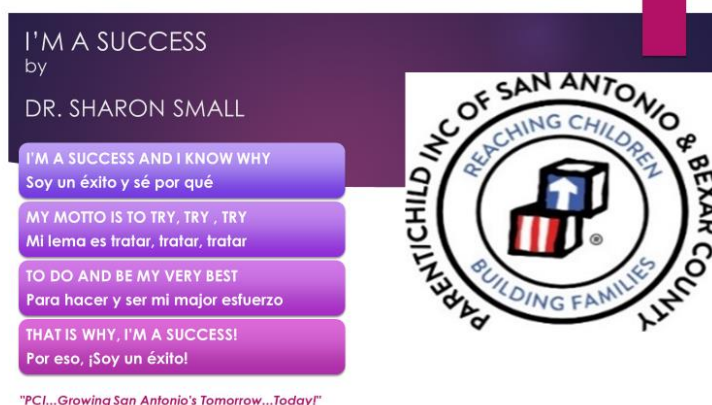 I'M A SUCCESS
by
DR. SHARON SMALL
I'M A SUCCESS AND I KNOW WHY
Soy un éxito y sé por qué
MY MOTTO IS TO TRY, TRY , TRY
Mi lema es tratar, tratar, tratar
TO DO AND BE MY VERY BEST
Para hacer y ser mi major esfuerzo
THAT IS WHY, I'M A SUCCESS!
Por eso, ¡Soy un éxito!
"PCI...Growing San Antonio's Tomorrow...Today!"
PARENT/CHILD INC OF SAN ANTONIO & BEXAR COUNTY
REACHING CHILDREN
BUILDING FAMILIES
®